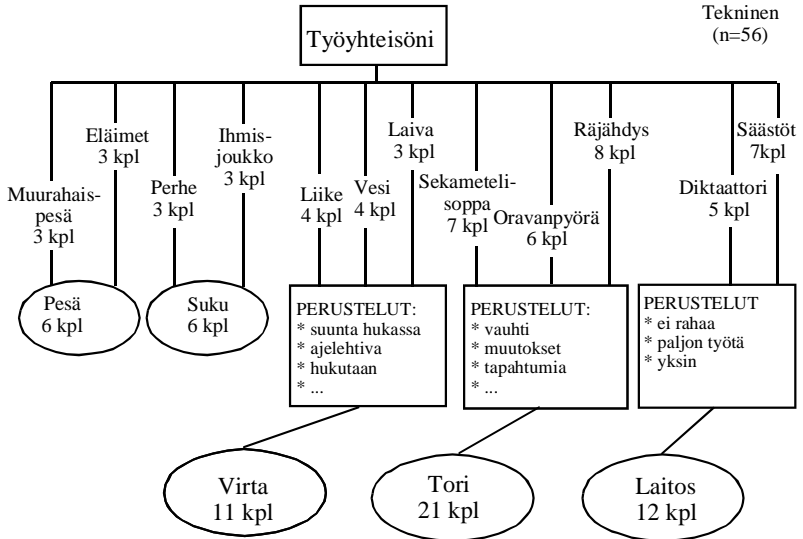 Työyhteisöni
Tekninen
(n=56)
Muurahais-
pesä
3 kpl
Eläimet
3 kpl
Perhe
3 kpl
Ihmis-
joukko
3 kpl
Liike
4 kpl
Vesi
4 kpl
Laiva
3 kpl
Sekameteli-
soppa
7 kpl
Oravanpyörä
6 kpl
Räjähdys
8 kpl
Diktaattori
5 kpl
Säästöt
7kpl
Pesä
6 kpl
Suku
6 kpl
PERUSTELUT:
* suunta hukassa
* ajelehtiva
* hukutaan
* ...
PERUSTELUT:
* vauhti
* muutokset
* tapahtumia
* ...
PERUSTELUT
* ei rahaa
* paljon työtä
* yksin
Virta
11 kpl
Tori
21 kpl
Laitos
12 kpl